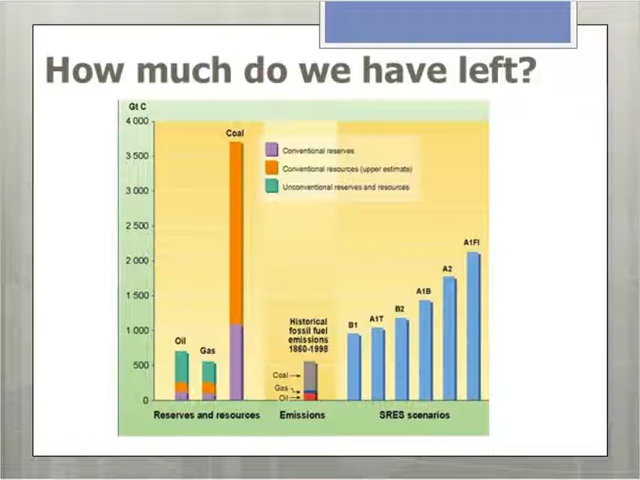 How much do we have left?
Gt C
4 000
3 500
3 000
2 500
2 000
1 500
1 000
500
0
Coal
Conventional reserves
Conventional resources (upper estimate)
Unconventional reserves and resources
Oil
Gas
Historical
fossil fuel
emissions
1860-1998
Coal
Gas
Oil
B1
A1T
B2
A1B
A2
A1FI
Reserves and resources
Emissions
SRES scenarios